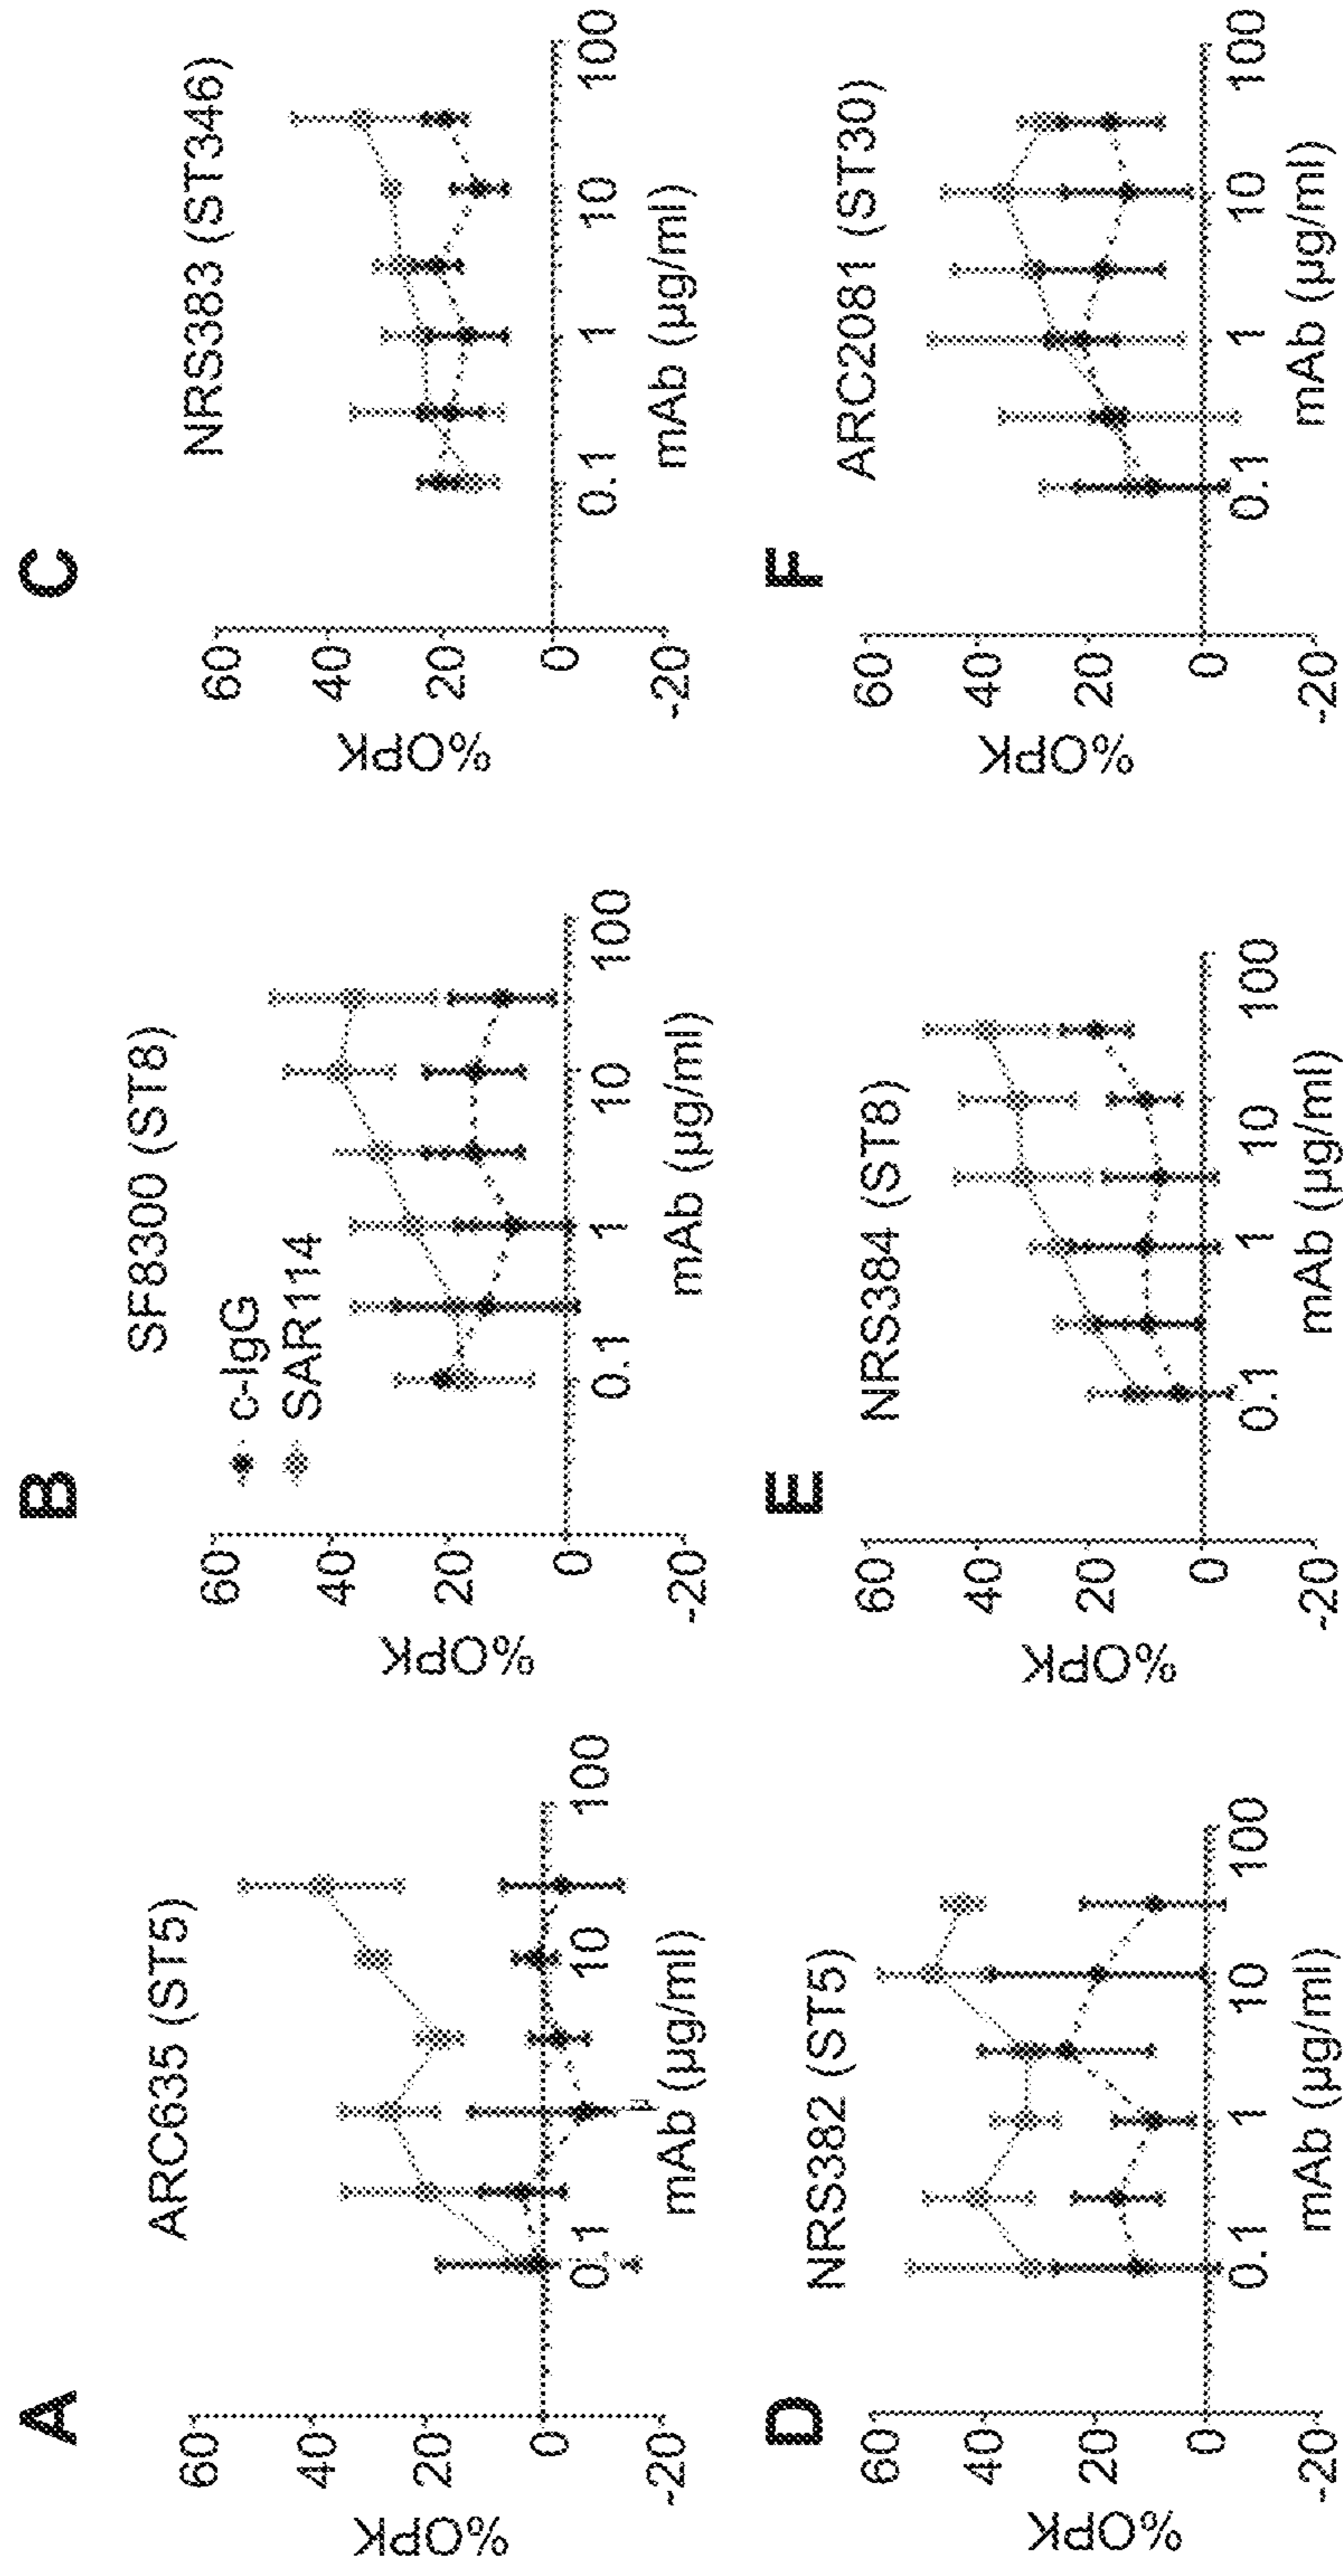 A
ARC635 (ST5)
%OPK
60
40
20
0
-20
0.1
10
100
mAb (µg/ml)
B
SF8300 (ST8)
c-IgG
SAR114
%OPK
60
40
20
0
-20
0.1
1
10
100
mAb (µg/ml)
C
NRS383 (ST346)
%OPK
60
40
20
0
-20
0.1
1
10
100
mAb (µg/ml)
D
NRS382 (ST5)
%OPK
60
40
20
0
-20
0.1
1
10
100
mAb (µg/ml)
E
NRS384 (ST8)
%OPK
60
40
20
0
-20
0.1
1
10
100
mAb (µg/ml)
F
ARC2081 (ST30)
%OPK
60
40
20
0
-20
0.1
1
10
100
mAb (µg/ml)